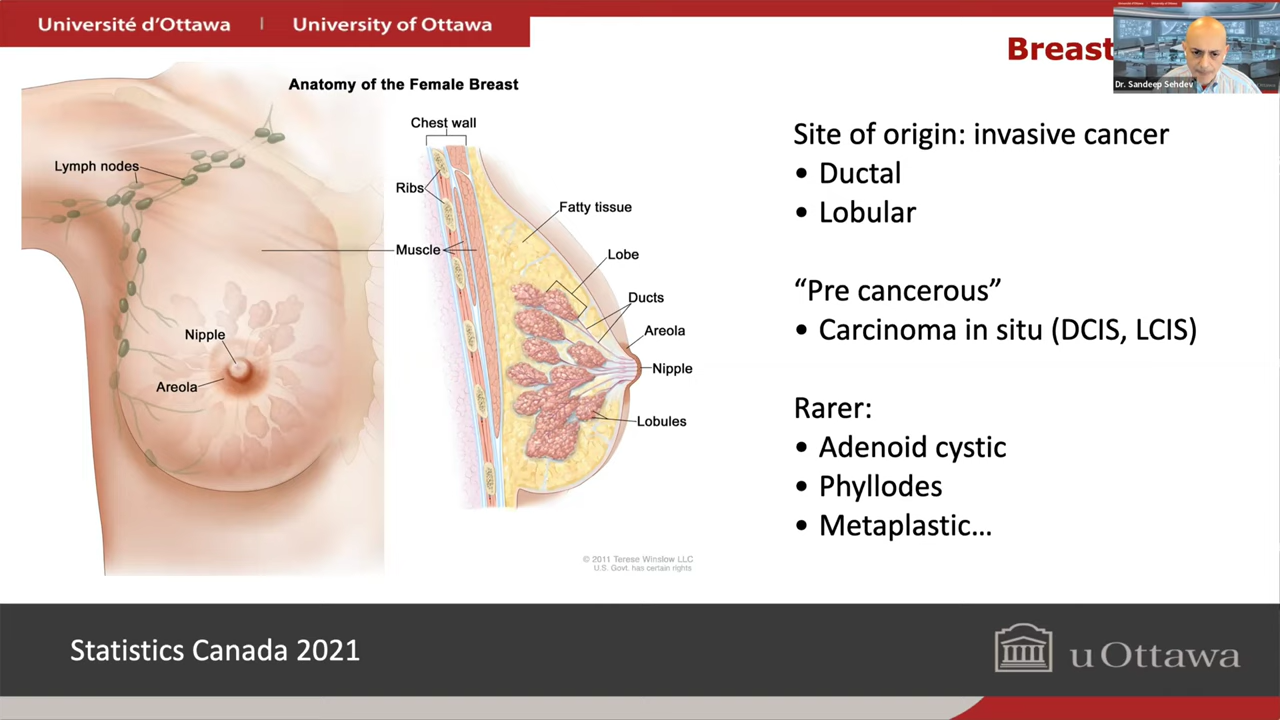 Université d'Ottawa | University of Ottawa
Breast
Dr. Sandeep Sehdev
Anatomy of the Female Breast
Chest wall
Lymph nodes
Ribs
Fatty tissue
Muscle
Lobe
Ducts
Nipple
Areola
Areola
Nipple
Lobules
© 2011 Terese Winslow LLC
U.S. Govt. has certain rights
Site of origin: invasive cancer
• Ductal
• Lobular
“Pre cancerous”
• Carcinoma in situ (DCIS, LCIS)
Rarer:
• Adenoid cystic
• Phyllodes
• Metaplastic...
Statistics Canada 2021
uOttawa